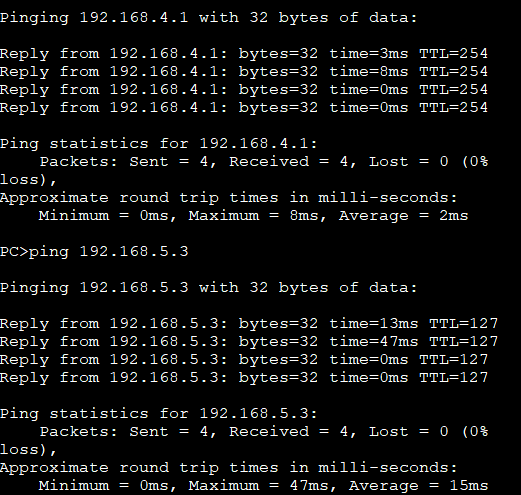 Pinging 192.168.4.1 with 32 bytes of data:
Reply from 192.168.4.1: bytes=32 time=3ms TTL=254
Reply from 192.168.4.1: bytes=32 time=8ms TTL=254
Reply from 192.168.4.1: bytes=32 time=0ms TTL=254
Reply from 192.168.4.1: bytes=32 time=0ms TTL=254
Ping statistics for 192.168.4.1:
Packets: Sent = 4, Received = 4, Lost = 0 (0%
loss),
Approximate round trip times in milli-seconds:
Minimum = 0ms, Maximum = 8ms, Average = 2ms
PC>ping 192.168.5.3
Pinging 192.168.5.3 with 32 bytes of data:
Reply from 192.168.5.3: bytes=32 time=13ms TTL=127
Reply from 192.168.5.3: bytes=32 time=47ms TTL=127
Reply from 192.168.5.3: bytes=32 time=0ms TTL=127
Reply from 192.168.5.3: bytes=32 time=0ms TTL=127
Ping statistics for 192.168.5.3:
Packets: Sent = 4, Received = 4, Lost = 0 (0%
loss),
Approximate round trip times in milli-seconds:
Minimum = 0ms, Maximum = 47ms, Average = 15ms